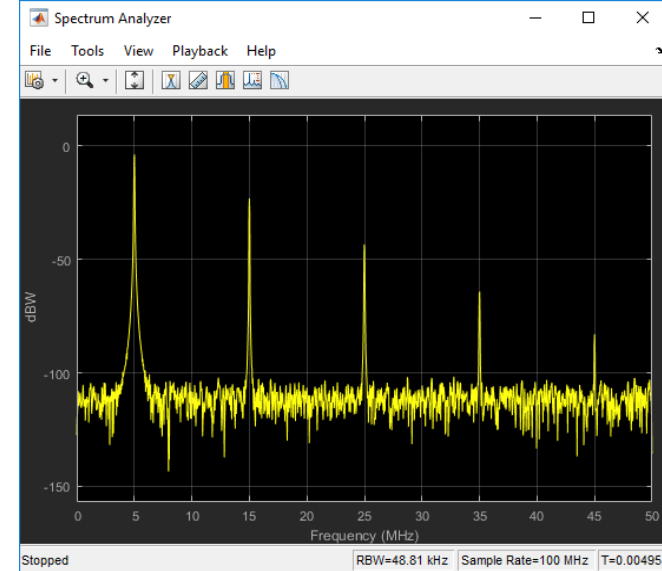 Spectrum Analyzer
File Tools View Playback Help
0
-50
-100
-150
dBW
0 5 10 15 20 25 30 35 40 45 50
Frequency (MHz)
Stopped RBW=48.81 kHz Sample Rate=100 MHz T=0.00495